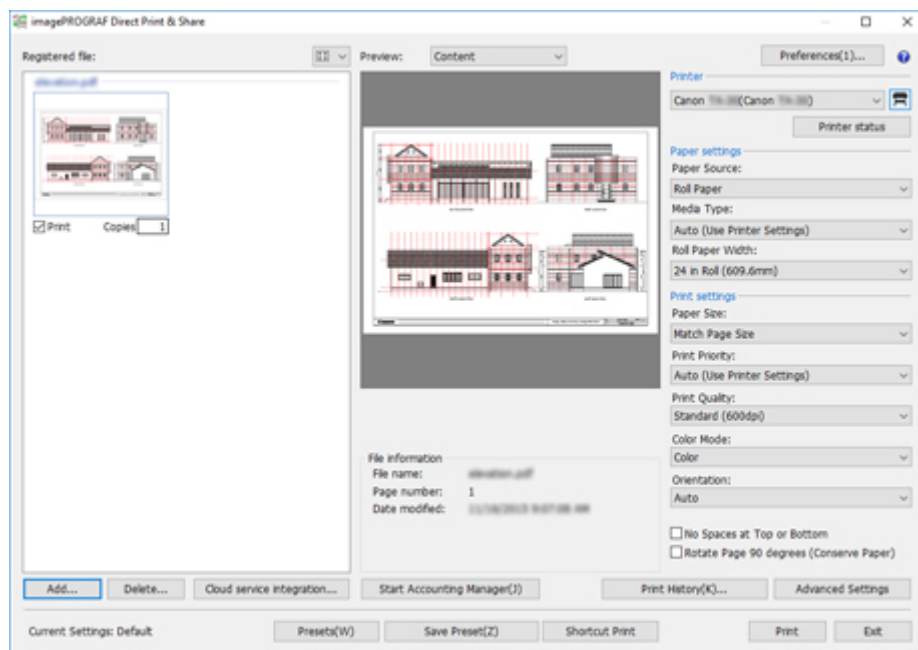 imagePROGRAF Direct Print & Share
Registered file:
Preview:
Content
Preferences(1)...
Printer
elevation.pdf
Canon (Canon )
Printer status
Paper settings
Paper Source:
Roll Paper
Media Type:
Auto (Use Printer Settings)
Print
Copies
1
Roll Paper Width:
24 in Roll (609.6mm)
Print settings
Paper Size:
Match Page Size
Print Priority:
Auto (Use Printer Settings)
Print Quality:
Standard (600dpi)
Color Mode:
Color
Orientation:
Auto
File information
File name:
elevation.pdf
Page number:
1
Date modified:
No Spaces at Top or Bottom
Rotate Page 90 degrees (Conserve Paper)
Add...
Delete...
Cloud service integration...
Start Accounting Manager(J)
Print History(K)...
Advanced Settings
Current Settings: Default
Presets(W)
Save Preset(Z)
Shortcut Print
Print
Exit